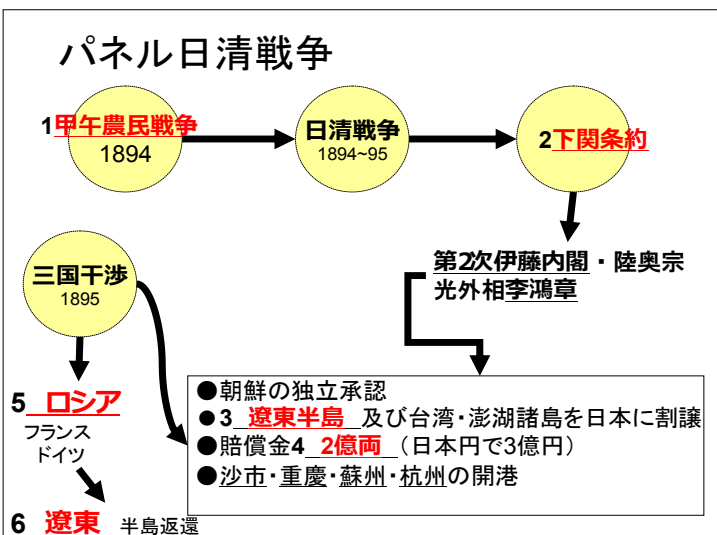 パネル日清戦争
1甲午農民戦争
1894
日清戦争
1894~95
2下関条約
第2次伊藤内閣・陸奥宗
光外相李鴻章
三国干渉
1895
5 ロシア
フランス
ドイツ
6 遼東 半島返還
●朝鮮の独立承認
●3 遼東半島 及び台湾・澎湖諸島を日本に割譲
●賠償金4 2億両 (日本円で3億円)
●沙市・重慶・蘇州・杭州の開港